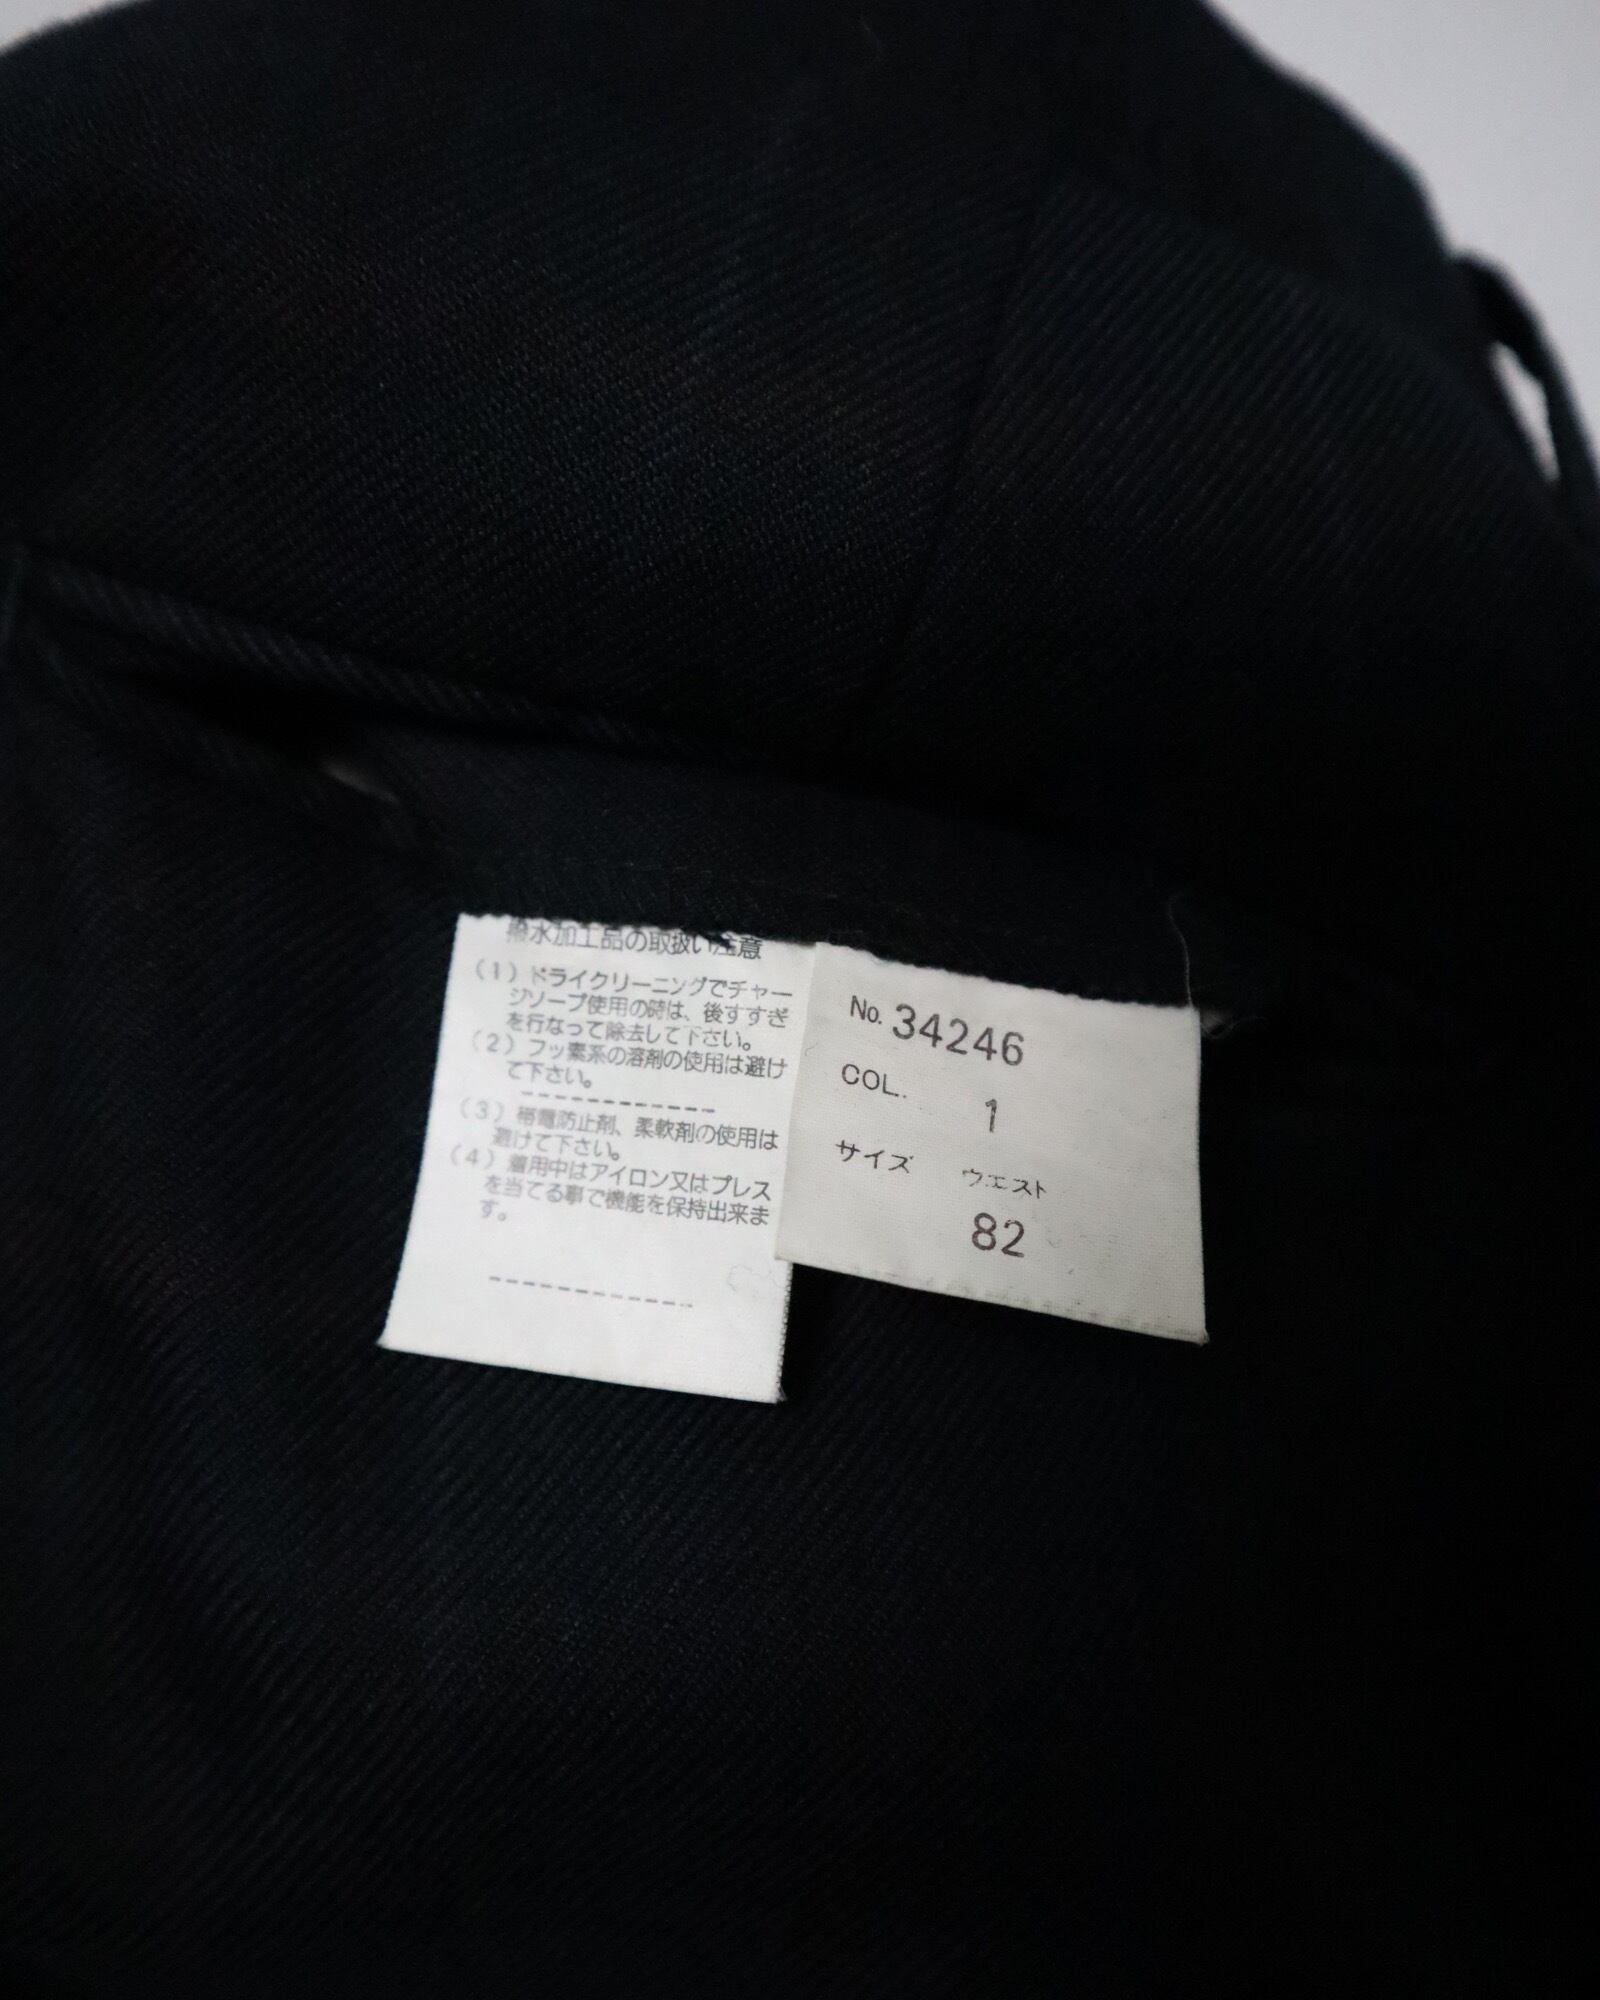 撥水加工品の取扱い注意
(1) ドライクリーニングでチャー
ジソープ使用の時は、後すすぎ
を行なって除去して下さい。
(2) フッ素系の溶剤の使用は避け
て下さい。
------------
(3) 帯電防止剤、柔軟剤の使用は
避けて下さい。
(4) 着用中はアイロン又はプレス
を当てる事で機能を保持出来ま
す。
------------
No. 34246
COL. 1
サイズ ウエスト
82